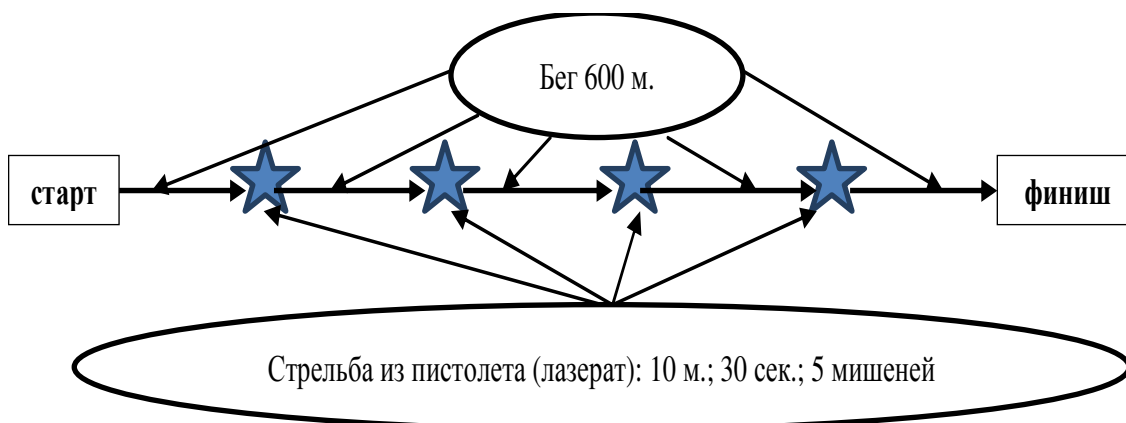 Бег 600 м.
старт
финиш
Стрельба из пистолета (лазерат): 10 м.; 30 сек.; 5 мишеней